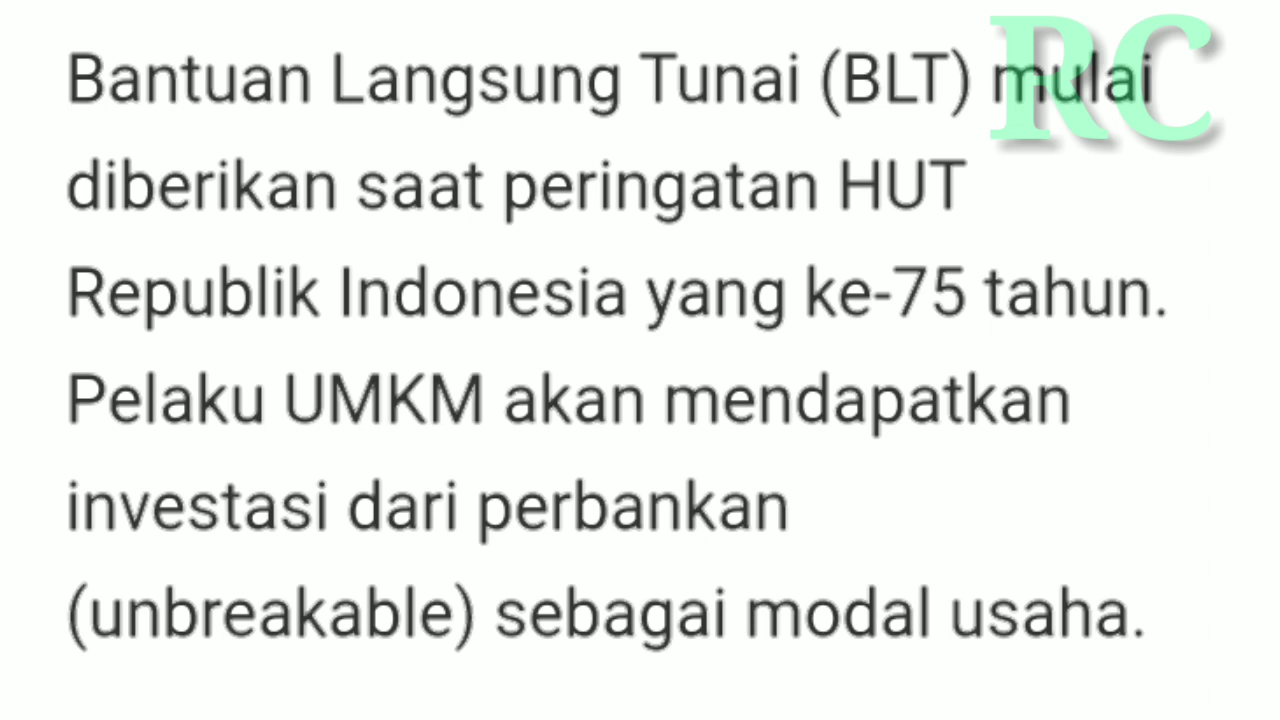 RC
Bantuan Langsung Tunai (BLT) mulai
diberikan saat peringatan HUT
Republik Indonesia yang ke-75 tahun.
Pelaku UMKM akan mendapatkan
investasi dari perbankan
(unbreakable) sebagai modal usaha.